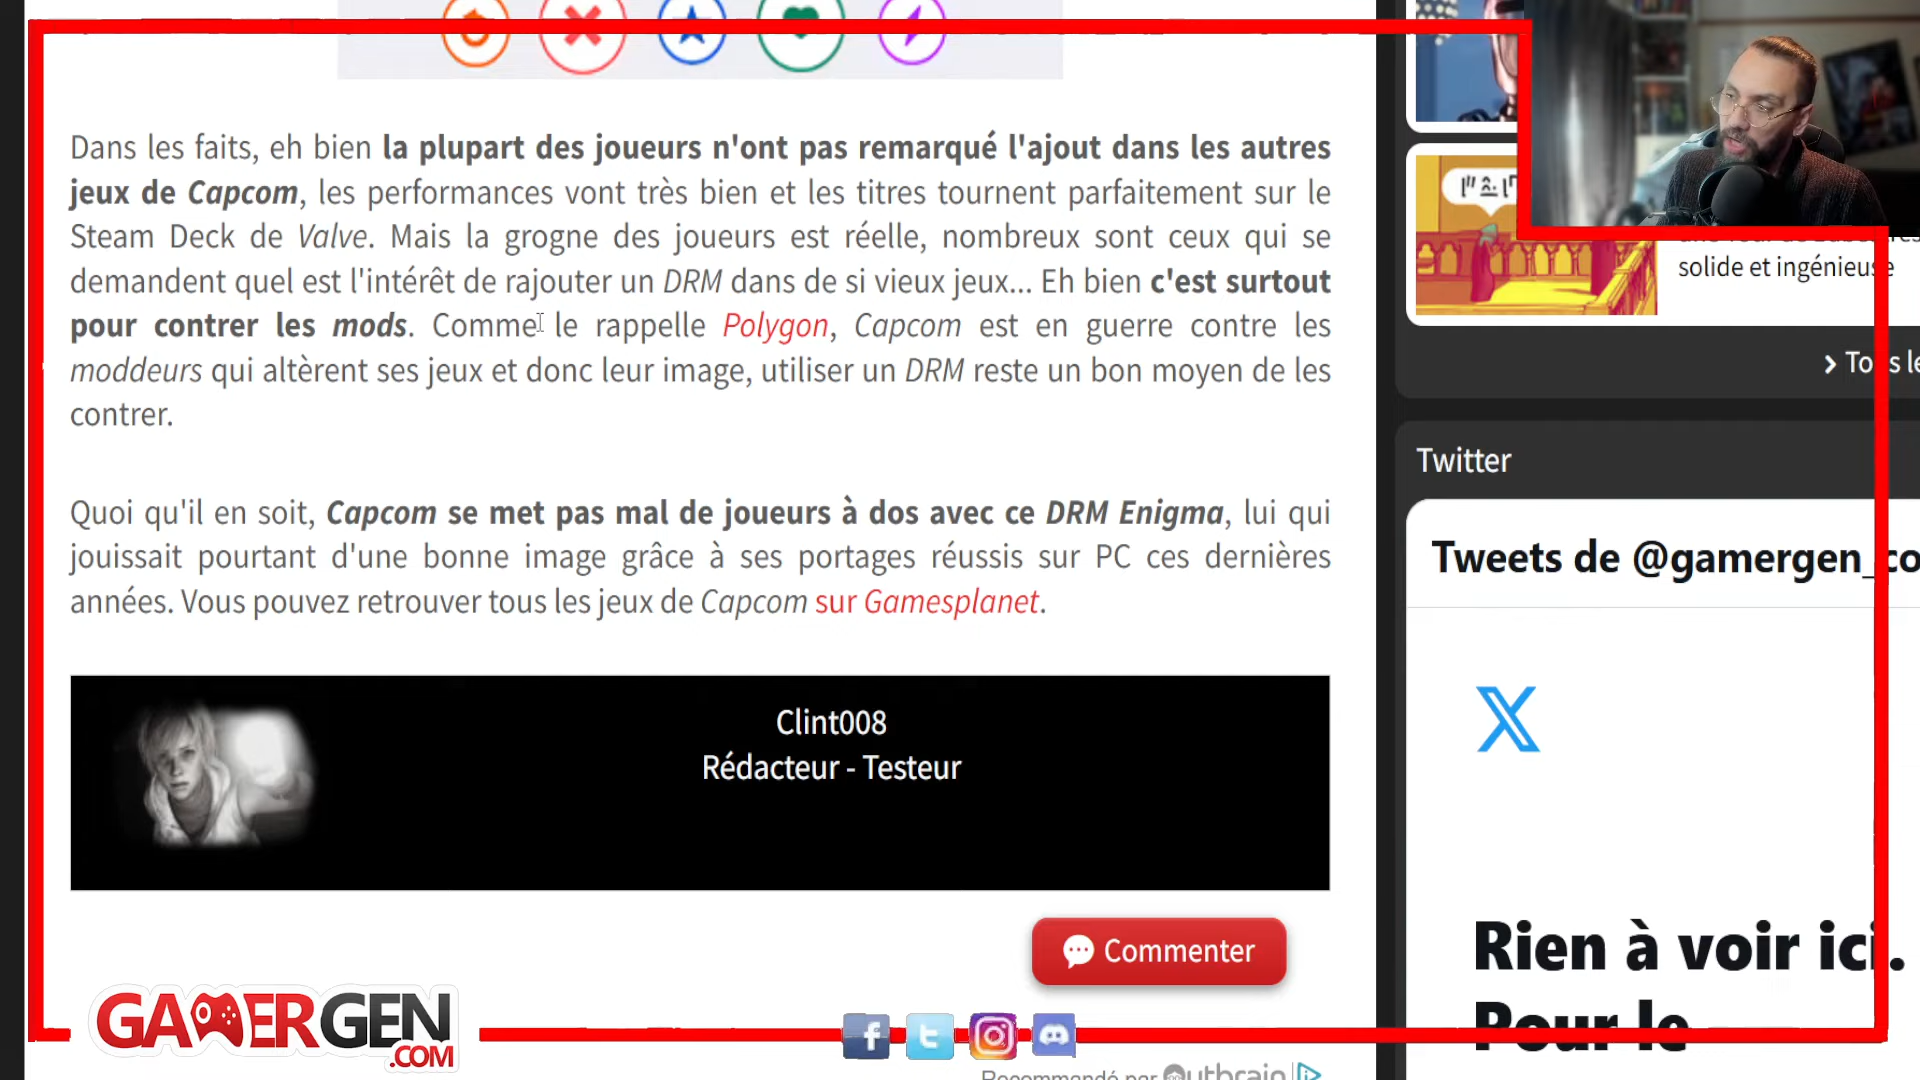 Dans les faits, eh bien la plupart des joueurs n'ont pas remarqué l'ajout dans les autres
jeux de Capcom, les performances vont très bien et les titres tournent parfaitement sur le
Steam Deck de Valve. Mais la grogne des joueurs est réelle, nombreux sont ceux qui se
demandent quel est l'intérêt de rajouter un DRM dans de si vieux jeux... Eh bien c'est surtout
pour contrer les mods. Comme le rappelle Polygon, Capcom est en guerre contre les
moddeurs qui altèrent ses jeux et donc leur image, utiliser un DRM reste un bon moyen de les
contrer.
Quoi qu'il en soit, Capcom se met pas mal de joueurs à dos avec ce DRM Enigma, lui qui
jouissait pourtant d'une bonne image grâce à ses portages réussis sur PC ces dernières
années. Vous pouvez retrouver tous les jeux de Capcom sur Gamesplanet.
Clint008
Rédacteur - Testeur
Commenter
GAMERGEN
.COM
Recommandé par Outbrain
solide et ingénieuse
Twitter
Tweets de @gamergen_co
Rien à voir ici.
Pour le